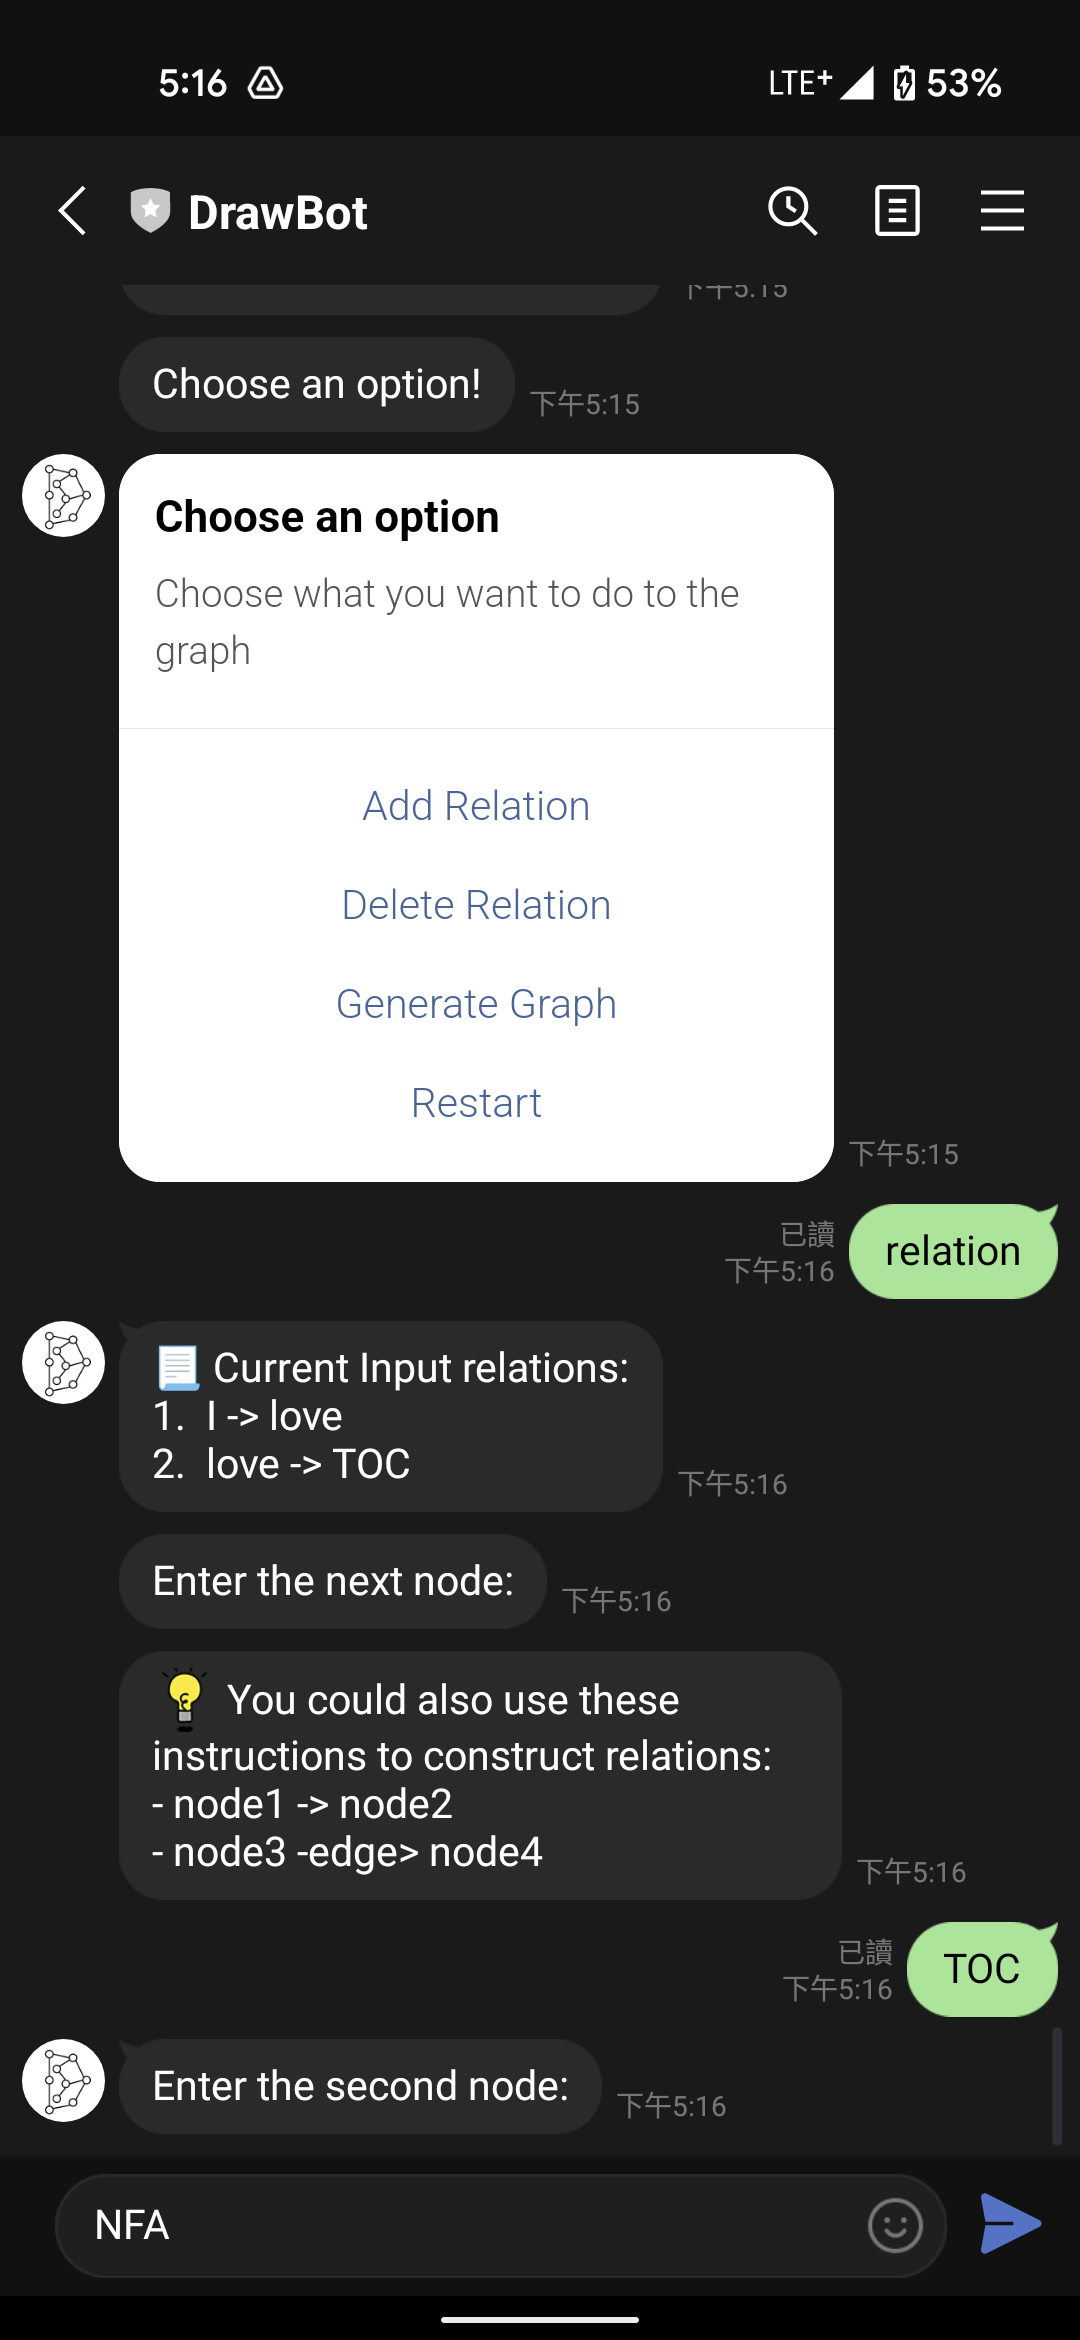 5:16
LTE+
53%
DrawBot
下午5:15
Choose an option!
下午5:15
Choose an option
Choose what you want to do to the
graph
Add Relation
Delete Relation
Generate Graph
Restart
下午5:15
已讀
下午5:16
relation
Current Input relations:
1. I -> love
2. love -> TOC
下午5:16
Enter the next node:
下午5:16
You could also use these
instructions to construct relations:
- node1 -> node2
- node3 -edge> node4
下午5:16
已讀
下午5:16
TOC
Enter the second node:
下午5:16
NFA